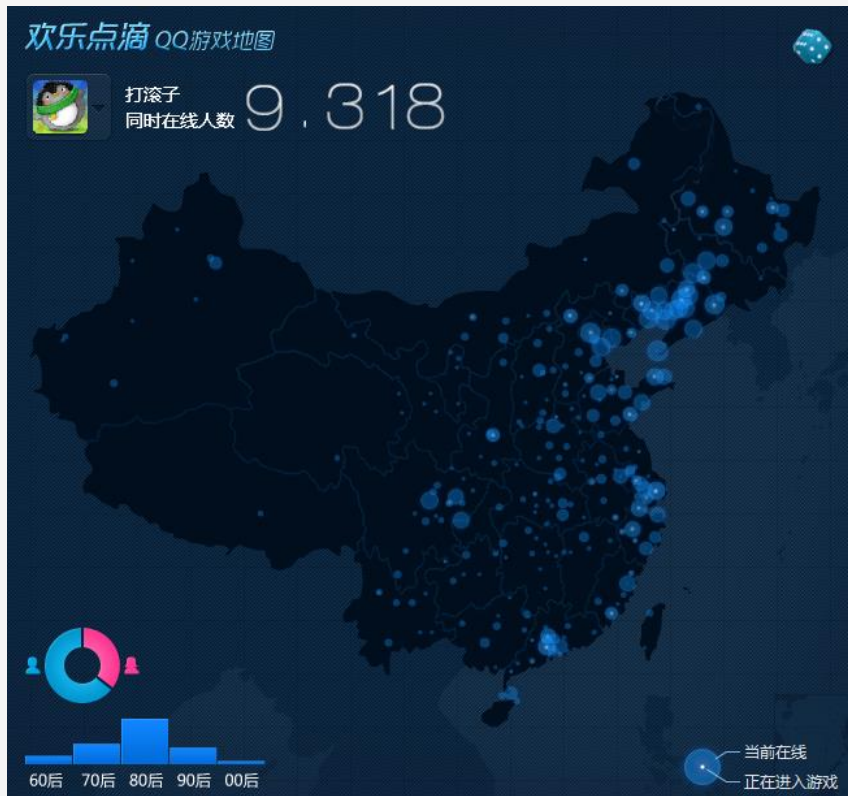 欢乐点滴 QQ游戏地图
打滚子
同时在线人数 9.318
当前在线
正在进入游戏
60后 70后 80后 90后 00后